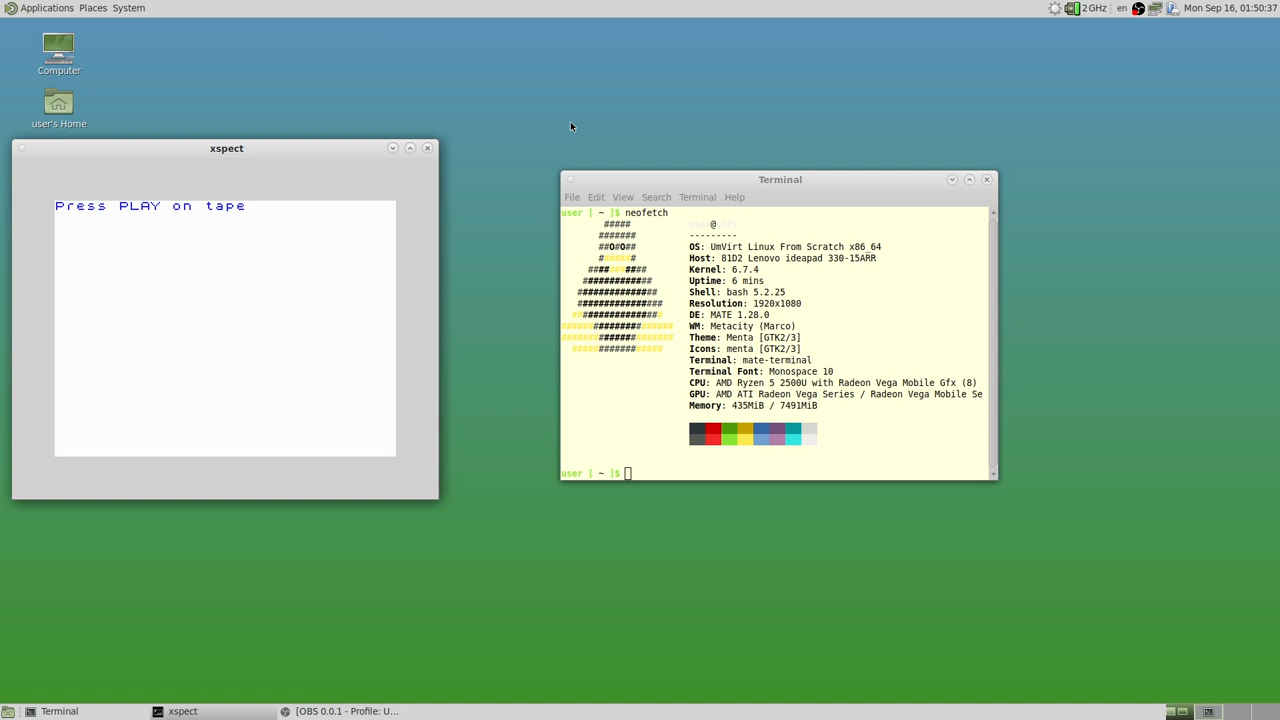 Applications Places System
2 GHz en Mon Sep 16, 01:50:37
Computer
user's Home
xspect
Press PLAY on tape
Terminal
File Edit View Search Terminal Help
user [ ~ ]$ neofetch
#####
#######
##O#O##
#######
###########
#############
###############
################
#################
#####################
#####################
#################
@
---------
OS: UmVirt Linux From Scratch x86_64
Host: 81D2 Lenovo ideapad 330-15ARR
Kernel: 6.7.4
Uptime: 6 mins
Shell: bash 5.2.25
Resolution: 1920x1080
DE: MATE 1.28.0
WM: Metacity (Marco)
Theme: Menta [GTK2/3]
Icons: menta [GTK2/3]
Terminal: mate-terminal
Terminal Font: Monospace 10
CPU: AMD Ryzen 5 2500U with Radeon Vega Mobile Gfx (8)
GPU: AMD ATI Radeon Vega Series / Radeon Vega Mobile Se
Memory: 435MiB / 7491MiB
user [ ~ ]$
Terminal
xspect
[OBS 0.0.1 - Profile: U...